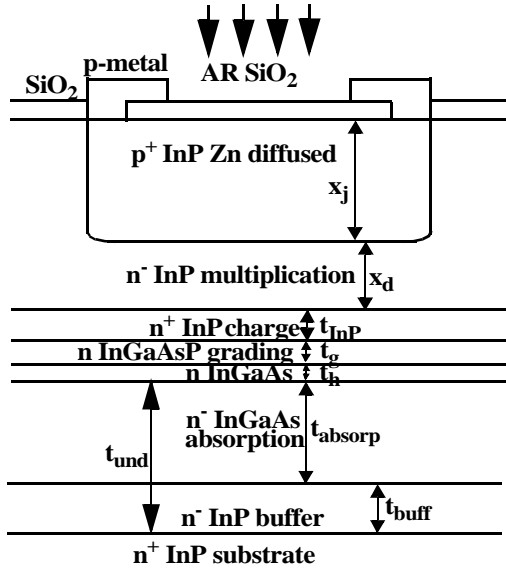 p-metal
AR SiO2
SiO2
p+ InP Zn diffused
xj
n- InP multiplication
xd
n+ InP charge
tInP
n InGaAsP grading
tg
n InGaAs
th
n- InGaAs
absorption
tabsorp
tund
tbuff
n- InP buffer
n+ InP substrate